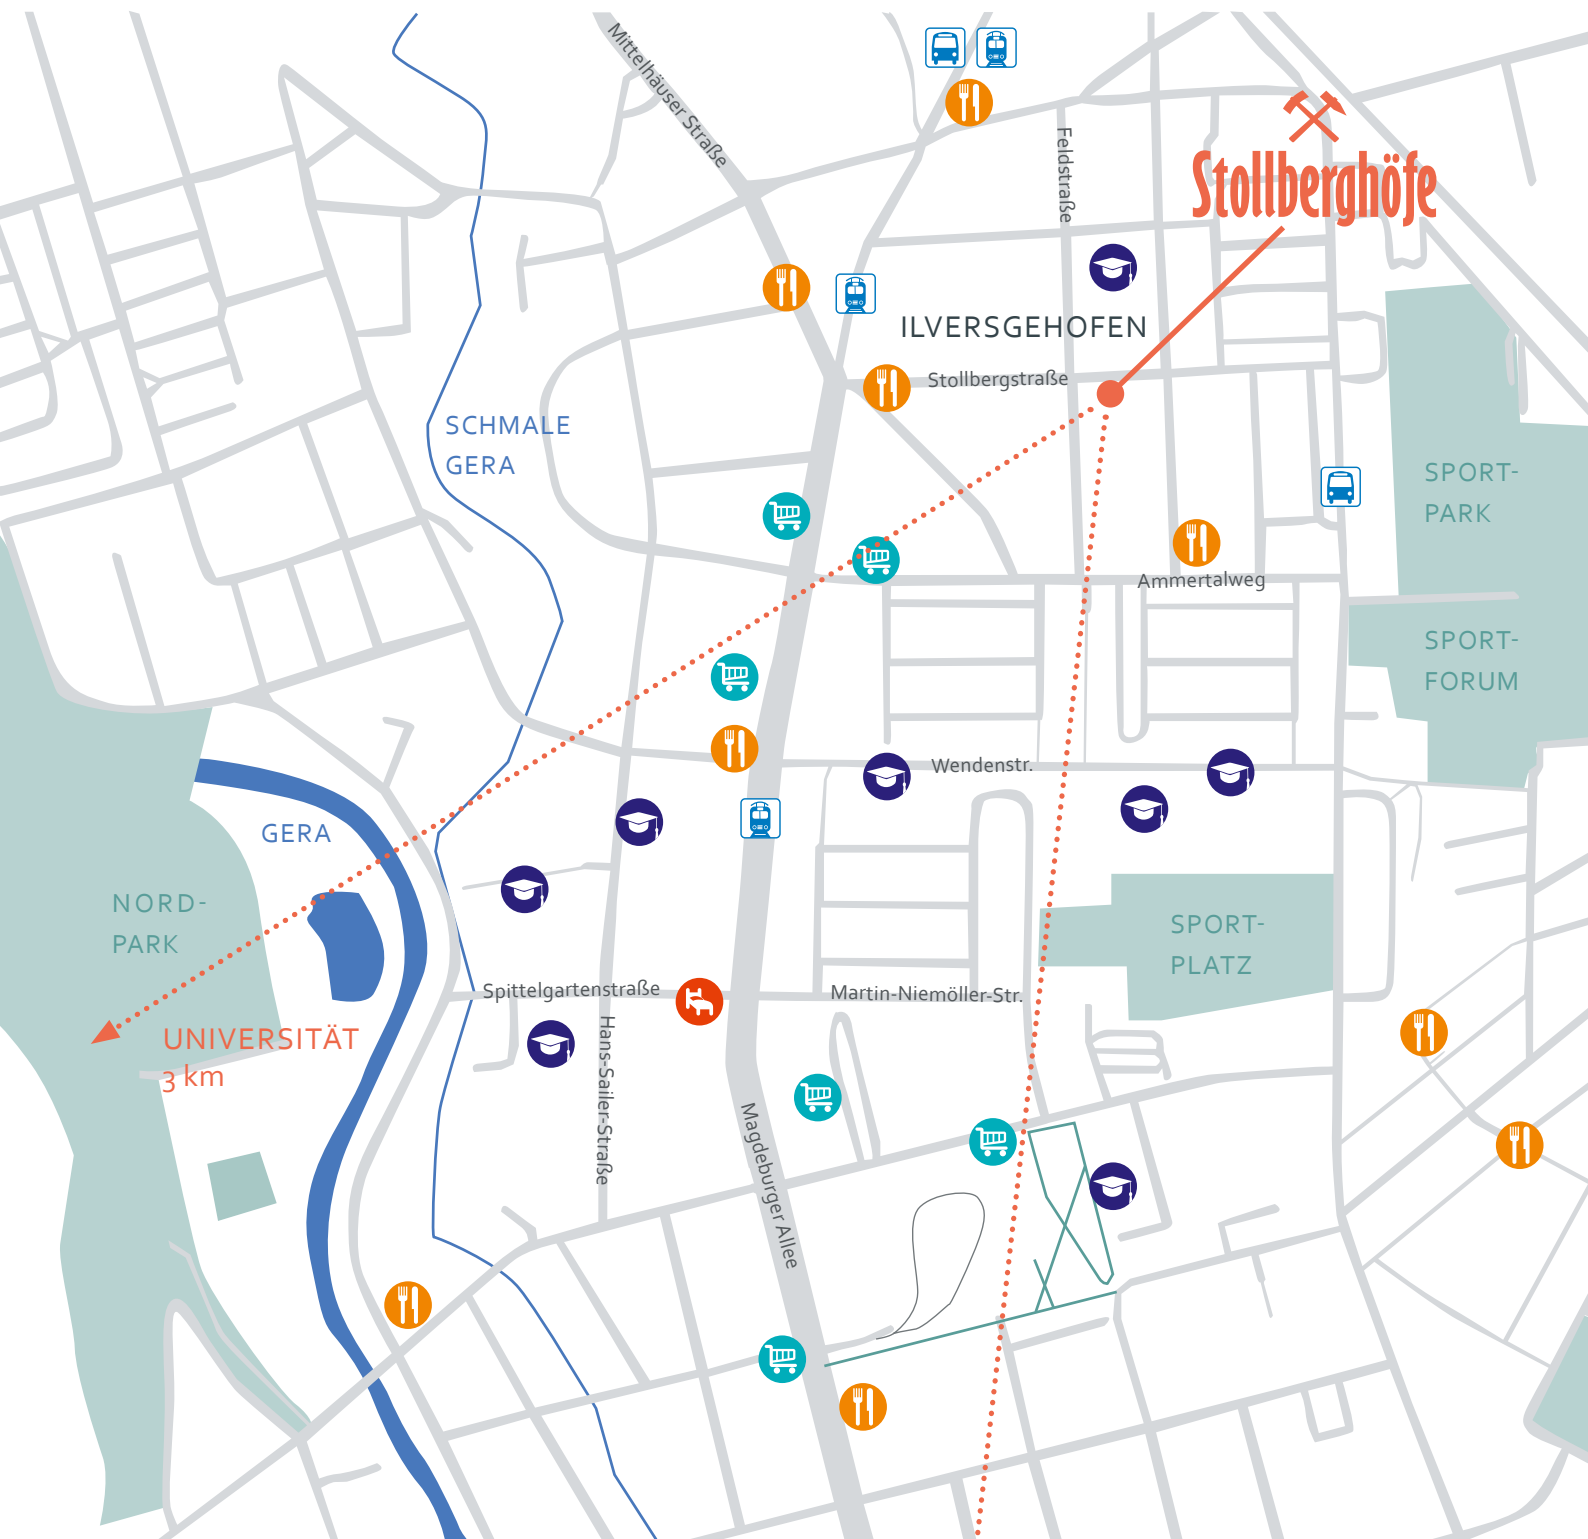 Mittelhäuser Straße
Feldstraße
Stollberghöfe
ILVERSGEHOFEN
Stollbergstraße
SCHMALE
GERA
SPORT-
PARK
Ammertalweg
SPORT-
FORUM
Wendenstr.
GERA
NORD-
PARK
SPORT-
PLATZ
Spittelgartenstraße
Martin-Niemöller-Str.
UNIVERSITÄT
3 km
Hans-Sailer-Straße
Magdeburger Allee